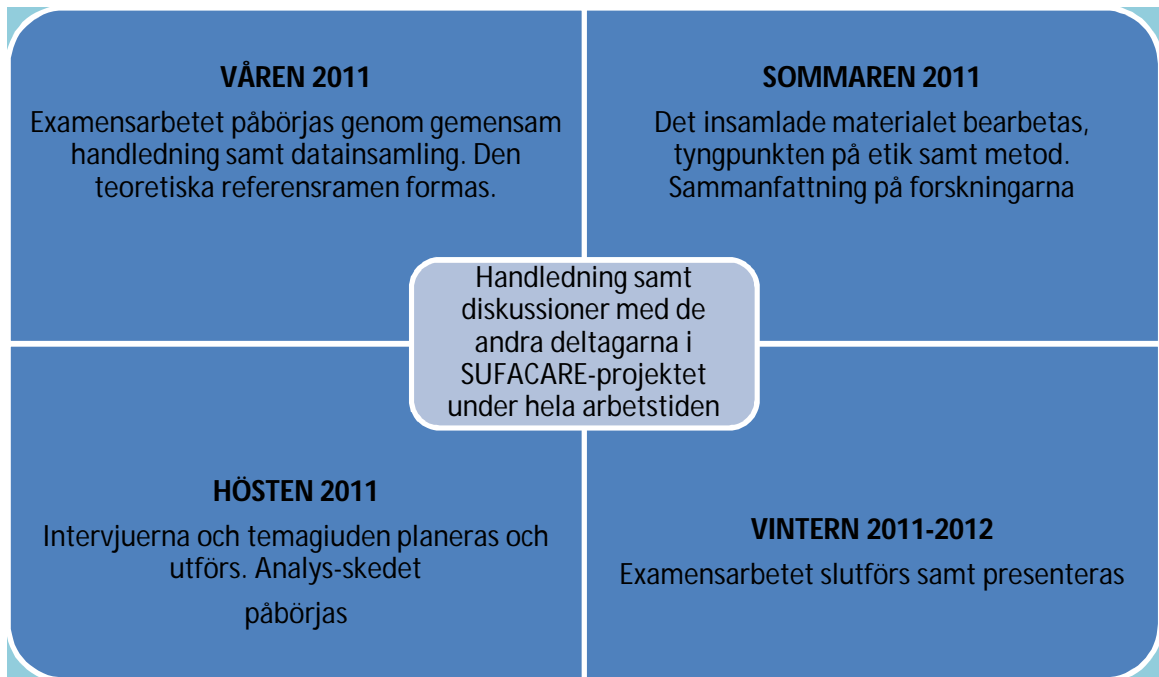 VÅREN 2011
Examensarbetet påbörjas genom gemensam
handledning samt datainsamling. Den
teoretiska referensramen formas.
SOMMAREN 2011
Det insamlade materialet bearbetas,
tyngpunkten på etik samt metod.
Sammanfattning på forskningarna
Handledning samt
diskussioner med de
andra deltagarna i
SUFACARE-projektet
under hela arbetstiden
HÖSTEN 2011
Intervjuerna och temagiuden planeras och
utförs. Analys-skedet
påbörjas
VINTERN 2011-2012
Examensarbetet slutförs samt presenteras